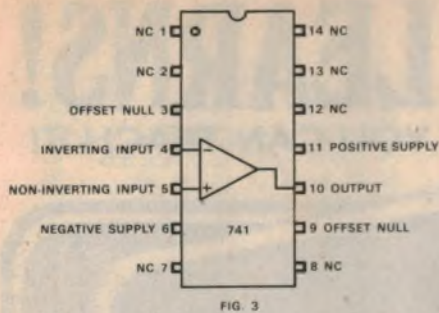 NC 1
14 NC
NC 2
13 NC
OFFSET NULL 3
12 NC
INVERTING INPUT 4
11 POSITIVE SUPPLY
NON-INVERTING INPUT 5
10 OUTPUT
NEGATIVE SUPPLY 6
741
9 OFFSET NULL
NC 7
8 NC
FIG. 3